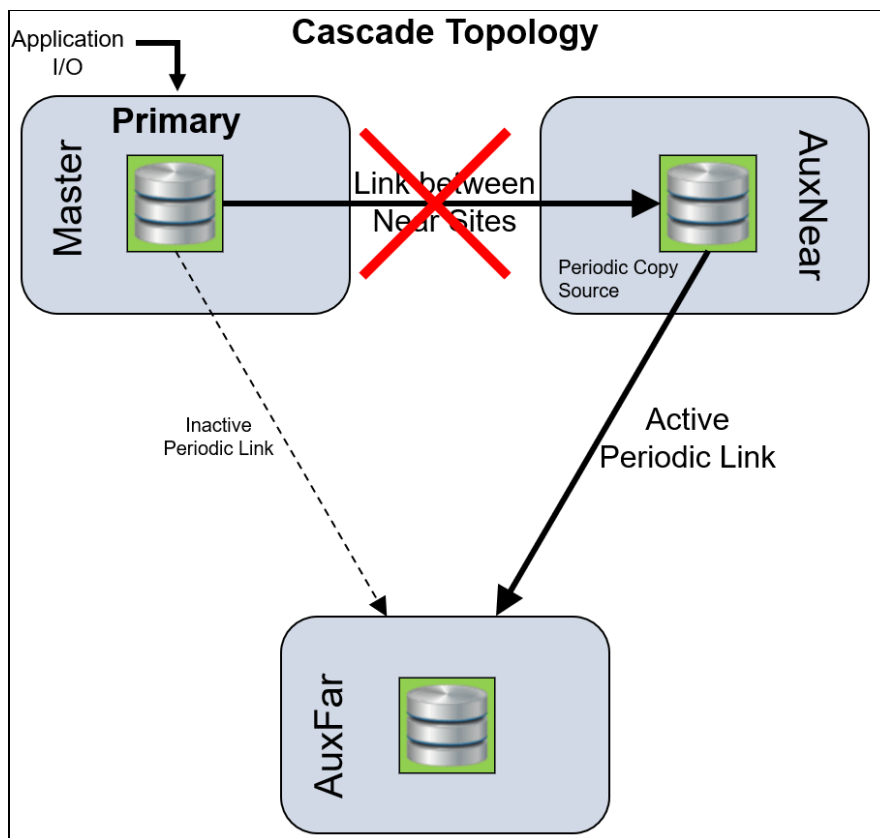 Cascade Topology
Application
I/O
Primary
Master
Link between
Near Sites
AuxNear
Periodic Copy
Source
Inactive
Periodic Link
Active
Periodic Link
AuxFar